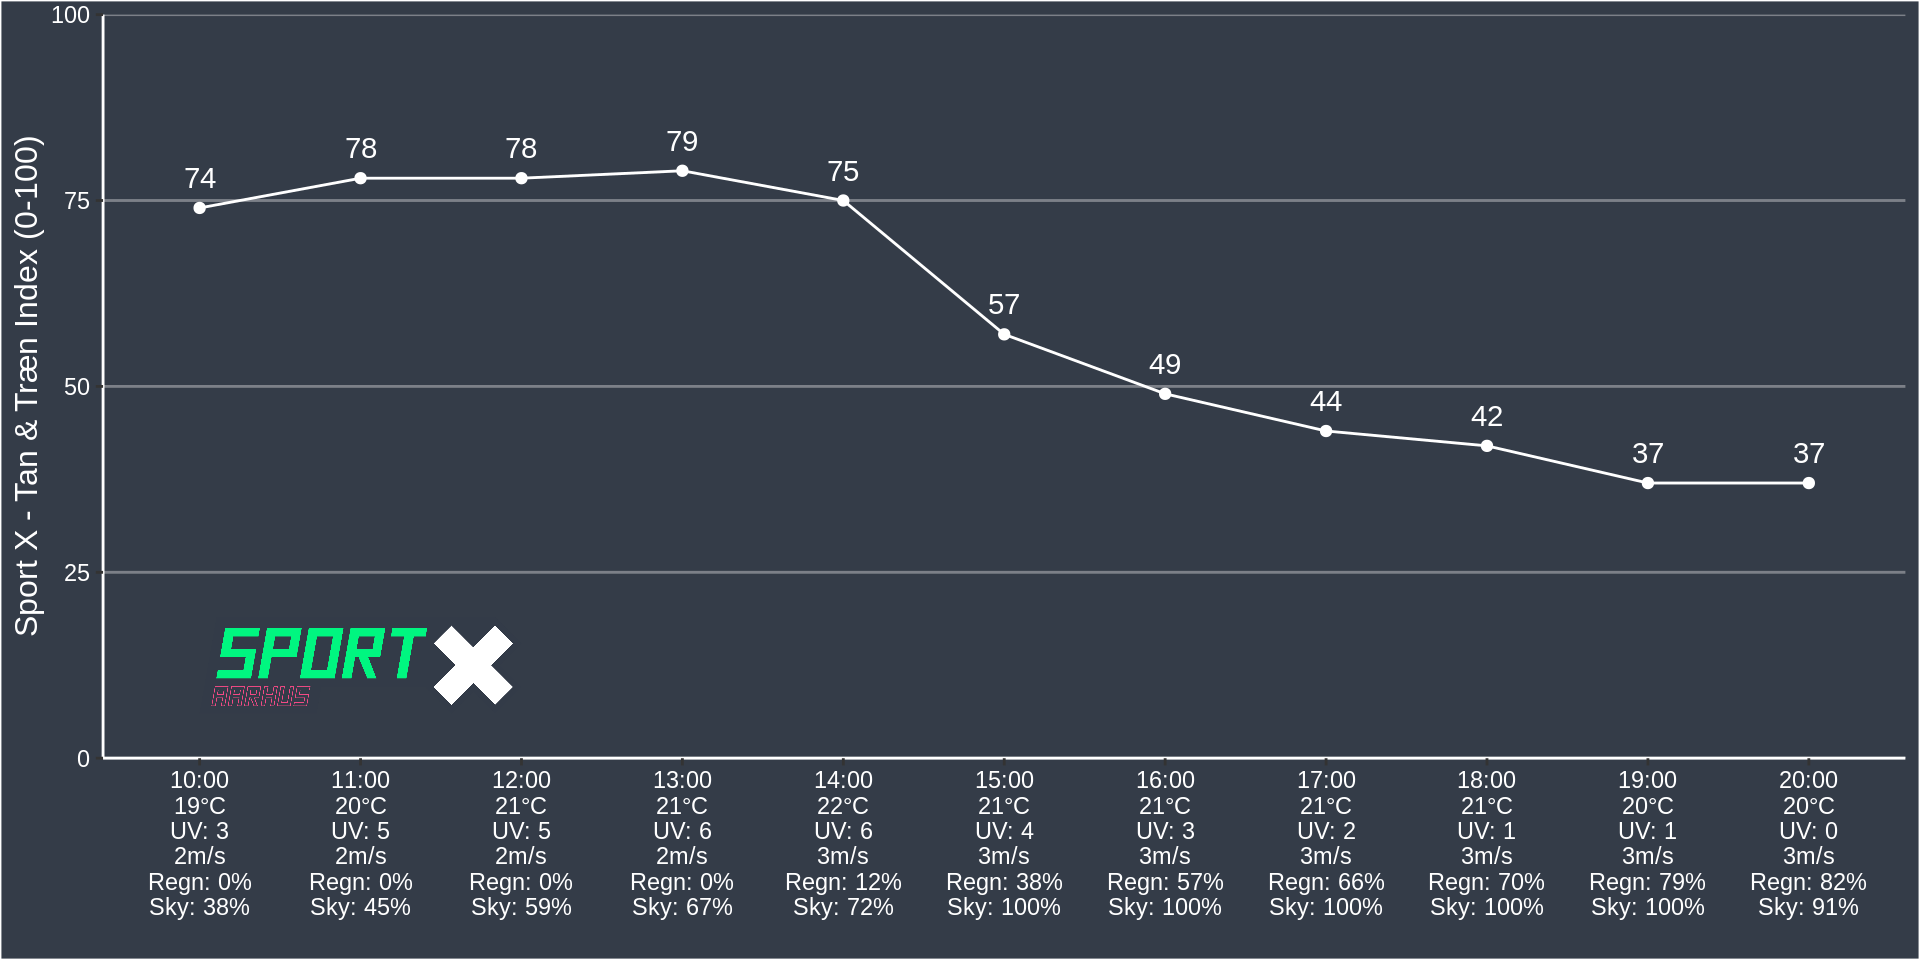 Sport X - Tan & Træn Index (0-100)
100
75
50
25
0
74
78
78
79
75
57
49
44
42
37
37
SPORT X
AARHUS
10:00 11:00 12:00 13:00 14:00 15:00 16:00 17:00 18:00 19:00 20:00
19°C 20°C 21°C 21°C 22°C 21°C 21°C 21°C 21°C 20°C 20°C
UV: 3 UV: 5 UV: 5 UV: 6 UV: 6 UV: 4 UV: 3 UV: 2 UV: 1 UV: 1 UV: 0
2m/s 2m/s 2m/s 2m/s 3m/s 3m/s 3m/s 3m/s 3m/s 3m/s 3m/s
Regn: 0% Regn: 0% Regn: 0% Regn: 0% Regn: 12% Regn: 38% Regn: 57% Regn: 66% Regn: 70% Regn: 79% Regn: 82%
Sky: 38% Sky: 45% Sky: 59% Sky: 67% Sky: 72% Sky: 100% Sky: 100% Sky: 100% Sky: 100% Sky: 100% Sky: 91%